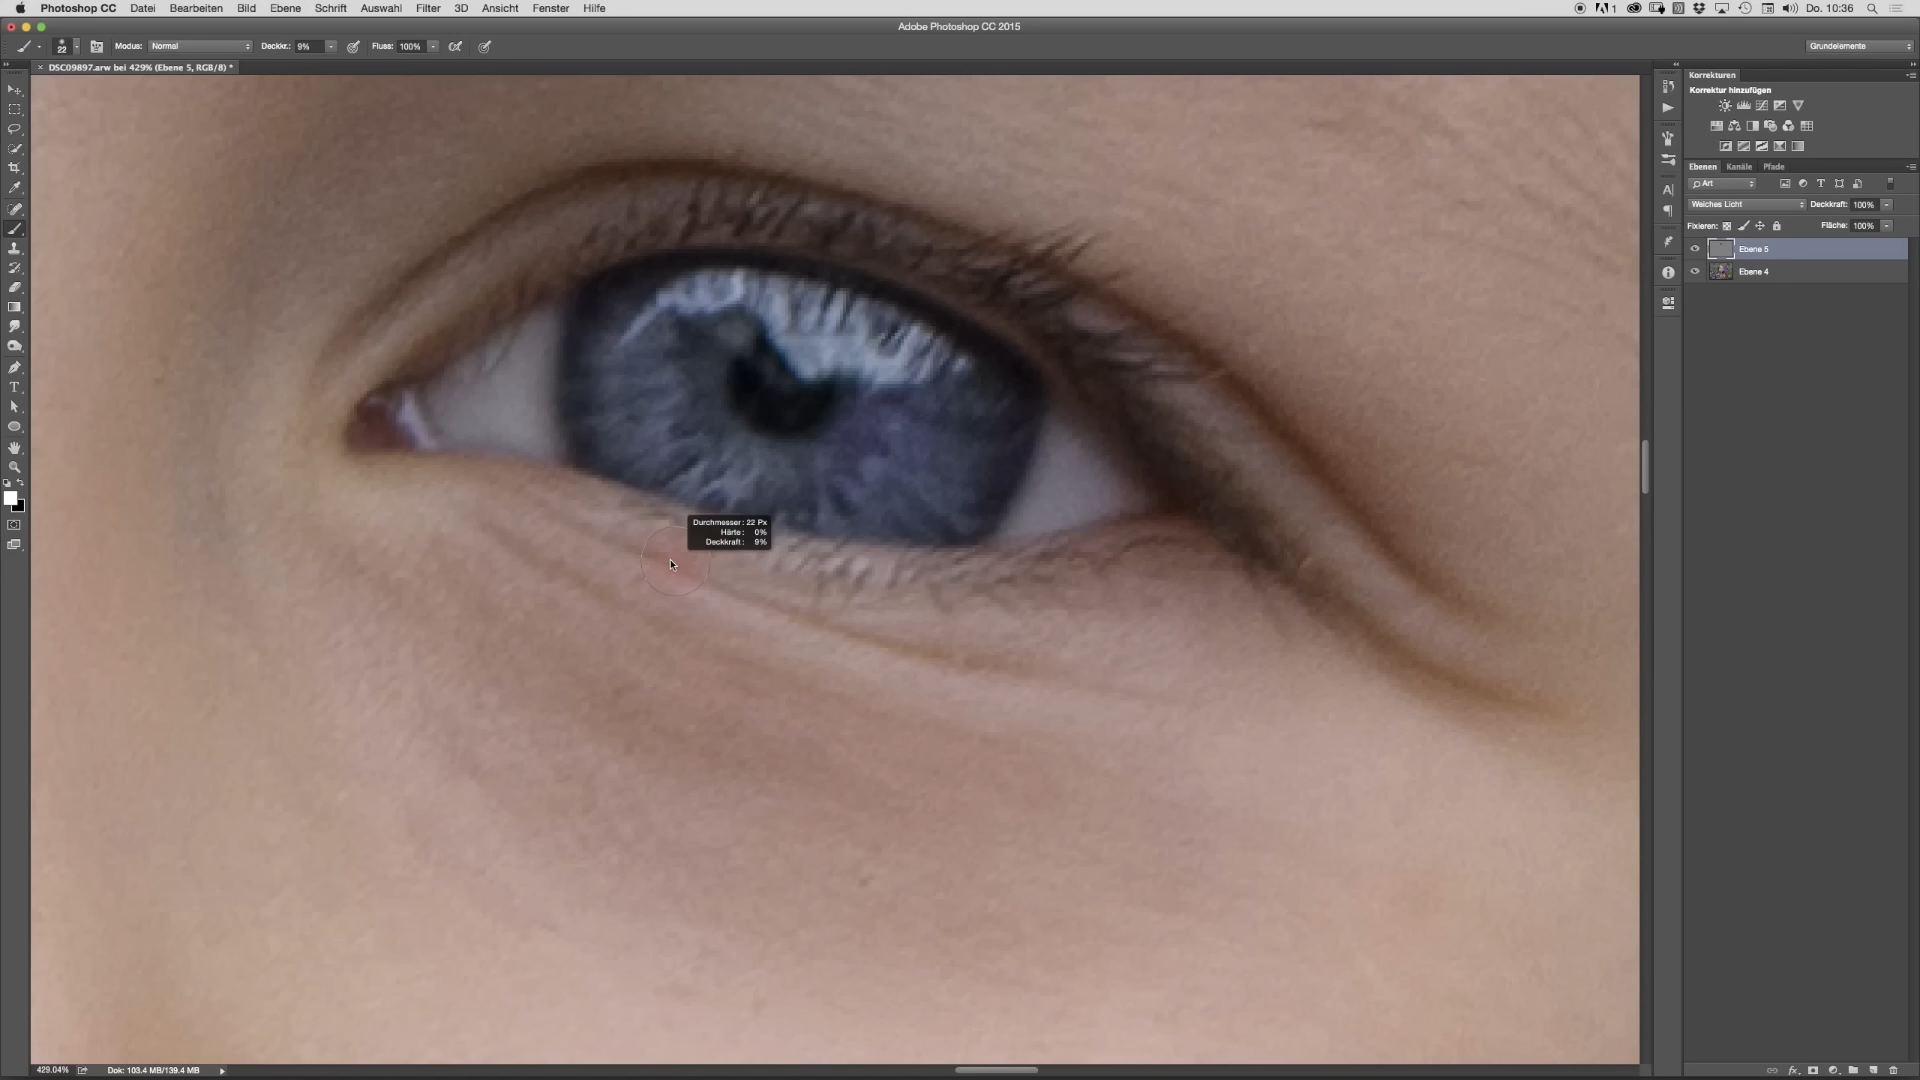 Photoshop CC Datei Bearbeiten Bild Ebene Schrift Auswahl Filter 3D Ansicht Fenster Hilfe 1 Do. 10:36
Adobe Photoshop CC 2015
22 Modus: Normal Deckkr.: 9% Fluss: 100% Grundelemente
× DSC09897.arw bei 429% (Ebene 5, RGB/8) *
Korrekturen
Korrektur hinzufügen
Ebenen Kanäle Pfade
Art
Weiches Licht Deckkraft: 100%
Fixieren: Fläche: 100%
Ebene 5
Ebene 4
Durchmesser: 22 Px
Härte: 0%
Deckkraft: 9%
429.04% Dok: 103.4 MB/139.4 MB